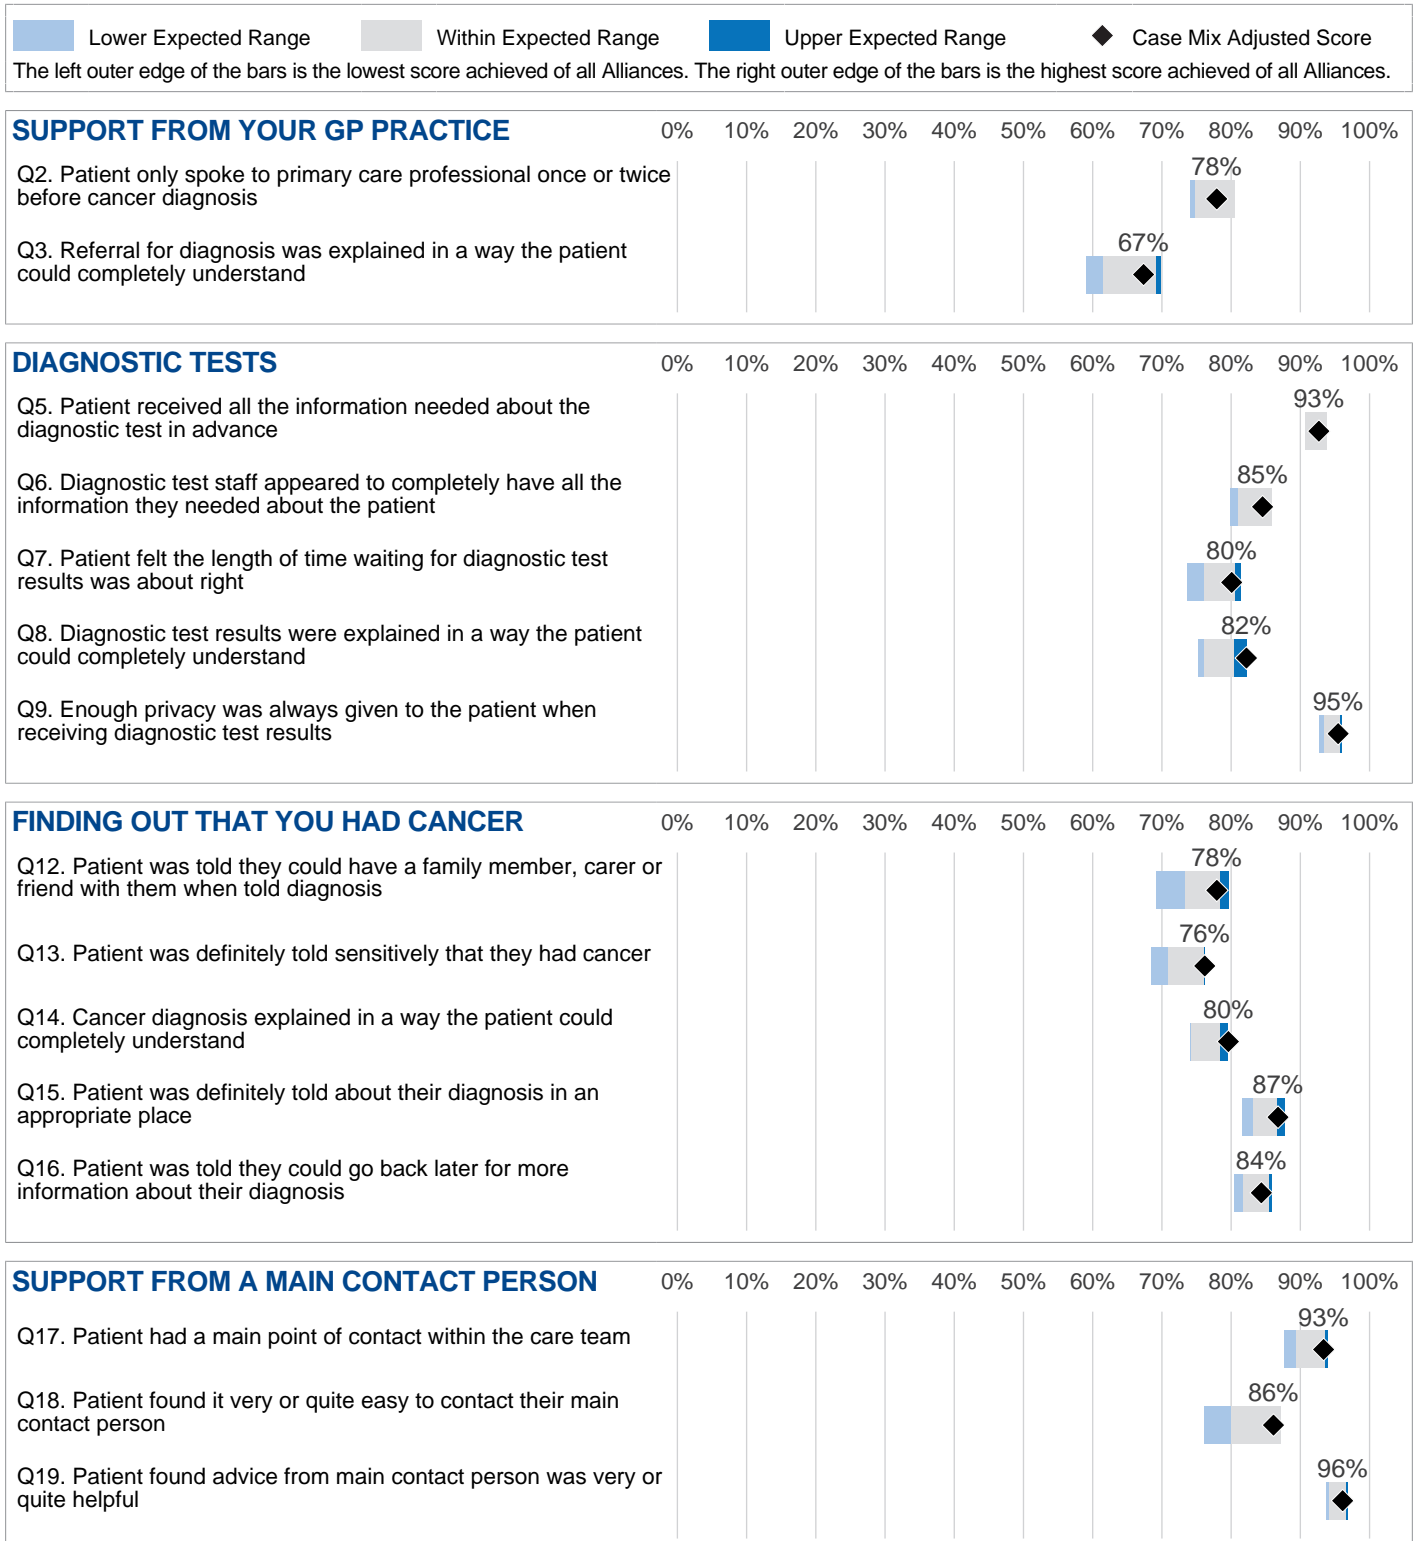 Lower Expected Range Within Expected Range Upper Expected Range Case Mix Adjusted Score
The left outer edge of the bars is the lowest score achieved of all Alliances. The right outer edge of the bars is the highest score achieved of all Alliances.
SUPPORT FROM YOUR GP PRACTICE 0% 10% 20% 30% 40% 50% 60% 70% 80% 90% 100%
78%
Q2. Patient only spoke to primary care professional once or twice
before cancer diagnosis
67%
Q3. Referral for diagnosis was explained in a way the patient
could completely understand
DIAGNOSTIC TESTS 0% 10% 20% 30% 40% 50% 60% 70% 80% 90% 100%
93%
Q5. Patient received all the information needed about the
diagnostic test in advance
85%
Q6. Diagnostic test staff appeared to completely have all the
information they needed about the patient
80%
Q7. Patient felt the length of time waiting for diagnostic test
results was about right
82%
Q8. Diagnostic test results were explained in a way the patient
could completely understand
95%
Q9. Enough privacy was always given to the patient when
receiving diagnostic test results
FINDING OUT THAT YOU HAD CANCER 0% 10% 20% 30% 40% 50% 60% 70% 80% 90% 100%
78%
Q12. Patient was told they could have a family member, carer or
friend with them when told diagnosis
76%
Q13. Patient was definitely told sensitively that they had cancer
80%
Q14. Cancer diagnosis explained in a way the patient could
completely understand
87%
Q15. Patient was definitely told about their diagnosis in an
appropriate place
84%
Q16. Patient was told they could go back later for more
information about their diagnosis
SUPPORT FROM A MAIN CONTACT PERSON 0% 10% 20% 30% 40% 50% 60% 70% 80% 90% 100%
93%
Q17. Patient had a main point of contact within the care team
86%
Q18. Patient found it very or quite easy to contact their main
contact person
96%
Q19. Patient found advice from main contact person was very or
quite helpful